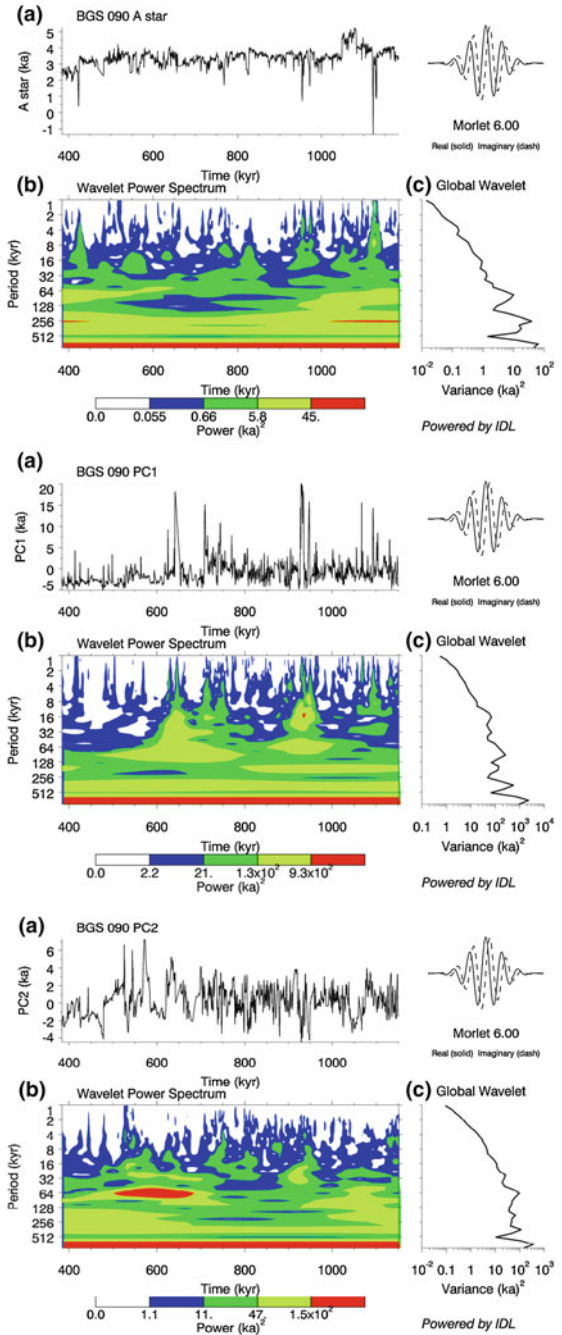 (a) BGS 090 A star
A star (ka)
5
4
3
2
1
0
-1
400 600 800 1000
Time (kyr)
Morlet 6.00
Real (solid) Imaginary (dash)
(b) Wavelet Power Spectrum
(c) Global Wavelet
Period (kyr)
1
2
4
8
16
32
64
128
256
512
400 600 800 1000
Time (kyr)
10-2 0.1 1 10 102
Variance (ka)2
0.0 0.055 0.66 5.8 45.
Power (ka)2
Powered by IDL
(a) BGS 090 PC1
PC1 (ka)
20
15
10
5
0
-5
400 600 800 1000
Time (kyr)
Morlet 6.00
Real (solid) Imaginary (dash)
(b) Wavelet Power Spectrum
(c) Global Wavelet
Period (kyr)
1
2
4
8
16
32
64
128
256
512
400 600 800 1000
Time (kyr)
0.1 1 10 102 103 104
Variance (ka)2
0.0 2.2 21. 1.3x102 9.3x102
Power (ka)2
Powered by IDL
(a) BGS 090 PC2
PC2 (ka)
6
4
2
0
-2
-4
400 600 800 1000
Time (kyr)
Morlet 6.00
Real (solid) Imaginary (dash)
(b) Wavelet Power Spectrum
(c) Global Wavelet
Period (kyr)
1
2
4
8
16
32
64
128
256
512
400 600 800 1000
Time (kyr)
10-2 0.1 1 10 102 103
Variance (ka)2
0.0 1.1 11. 47. 1.5x102
Power (ka)2
Powered by IDL